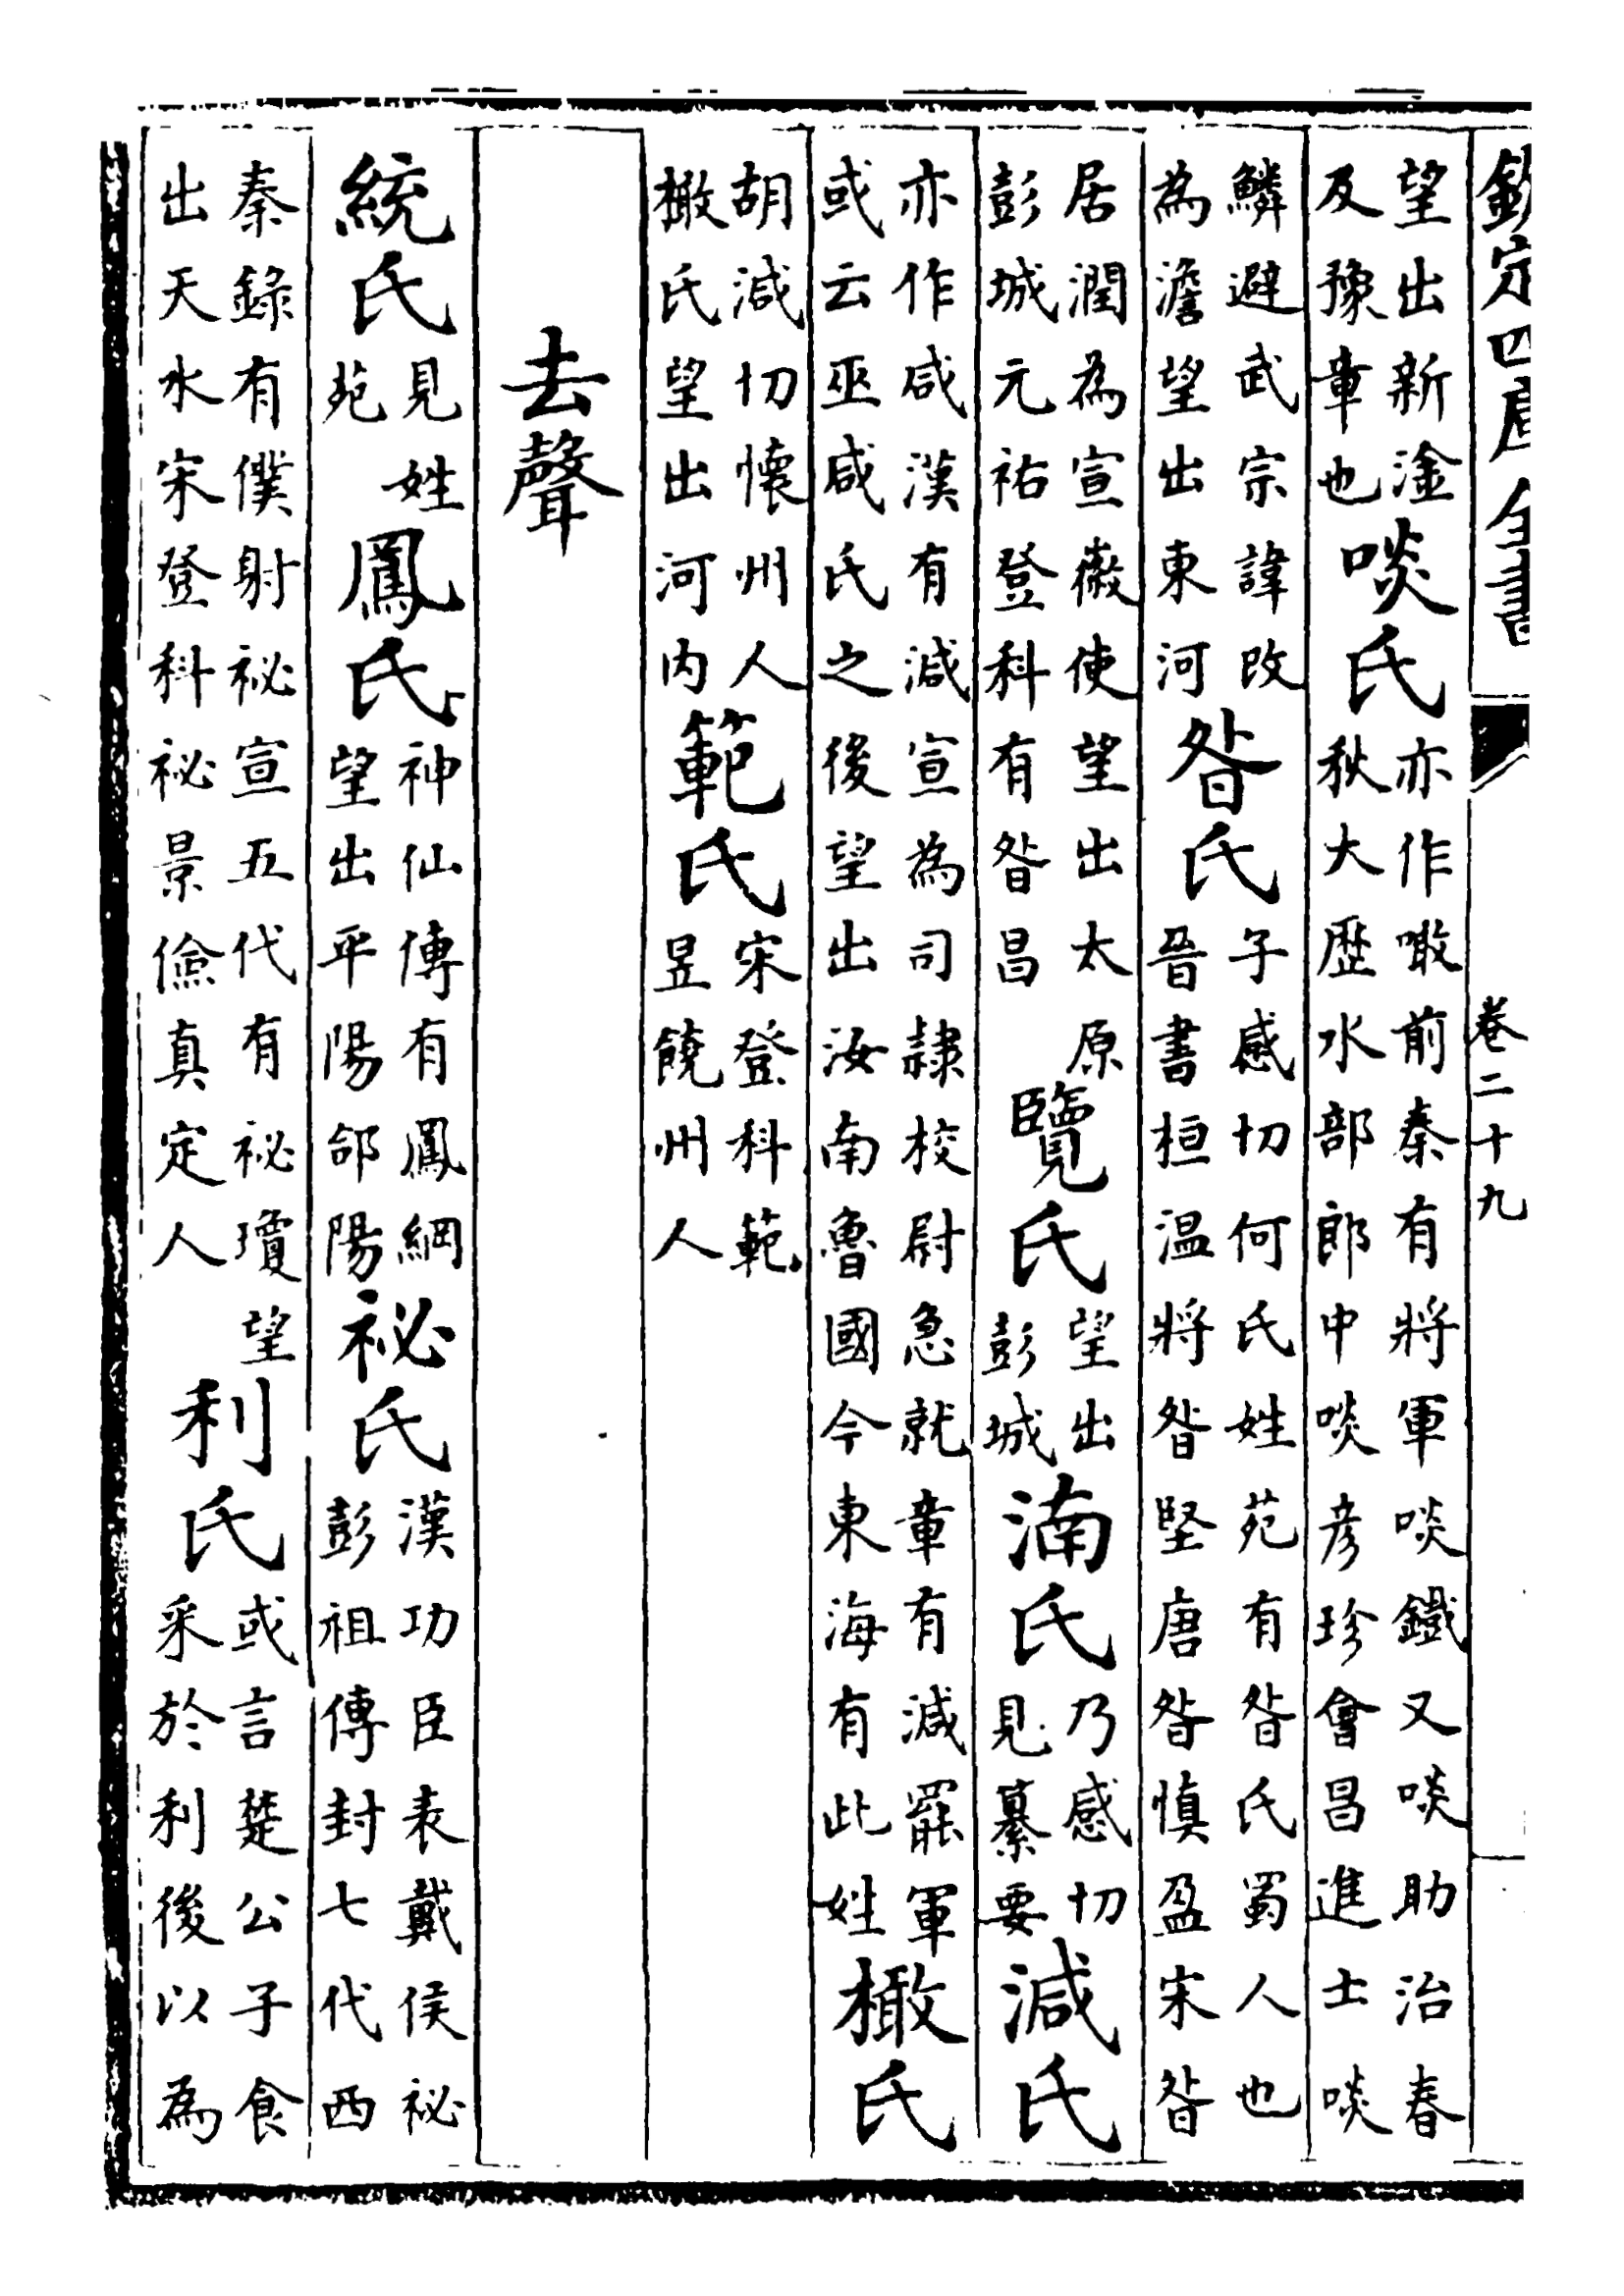 欽定四庫全書 卷二十九
望出新淦及豫章也 啖氏 亦作噉前秦有將軍啖鐵又啖助治春秋大歴水部郎中啖彦珍會昌進士啖
鱗避武宗諱改為澹望出東河 昝氏 子感切何氏姓苑有昝氏蜀人也晉書桓温將昝堅唐昝慎盈宋昝
居潤為宣徽使望出太原彭城元祐登科有昝昌 覽氏 望出彭城 湳氏 乃感切見纂要 減氏
亦作咸漢有減宣為司隷校尉急就章有減罷軍或云巫咸氏之後望出汝南魯國今東海有此姓 橄氏
胡減切懷州人橄氏望出河内 範氏 宋登科範昱饒州人
去聲
統氏 見姓苑 鳳氏 神仙傳有鳳綱望出平陽郃陽 祕氏 漢功臣表戴侯祕彭祖傳封七代西
秦錄有僕射祕宣五代有祕瓊望出天水宋登科祕景儉真定人 利氏 或言楚公子食采於利後以為